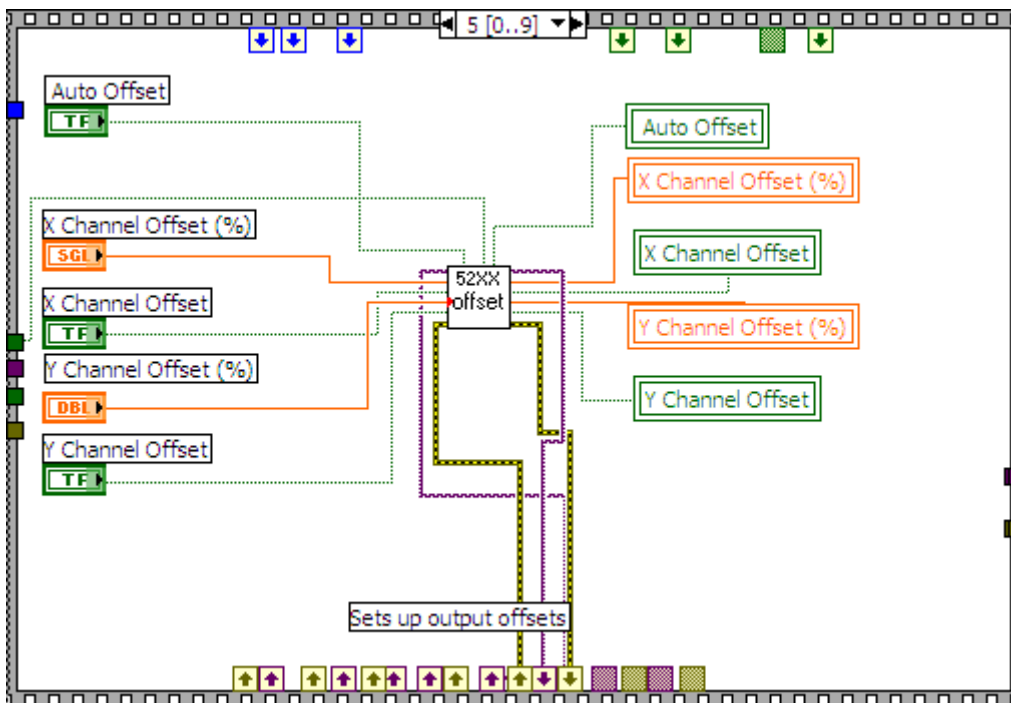 5 [0..9]
Auto Offset
TF
Auto Offset
X Channel Offset (%)
X Channel Offset (%)
SGL
X Channel Offset
52XX
offset
X Channel Offset
TF
Y Channel Offset (%)
Y Channel Offset (%)
DBL
Y Channel Offset
Y Channel Offset
TF
Sets up output offsets